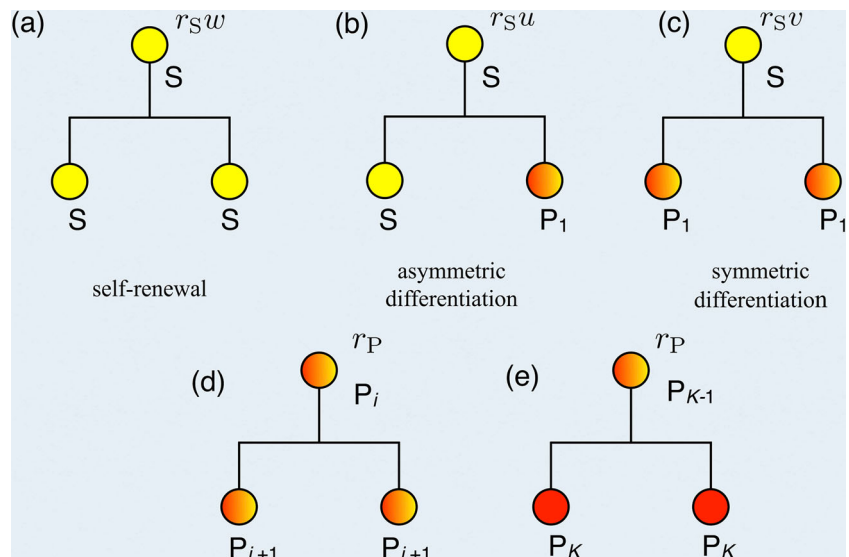 (a) r_S w (b) r_S u (c) r_S v
S S S
S S S P₁ P₁ P₁
self-renewal
asymmetric
differentiation
symmetric
differentiation
(d) r_P (e) r_P
P_i P_{K-1}
P_{i+1} P_{i+1} P_K P_K